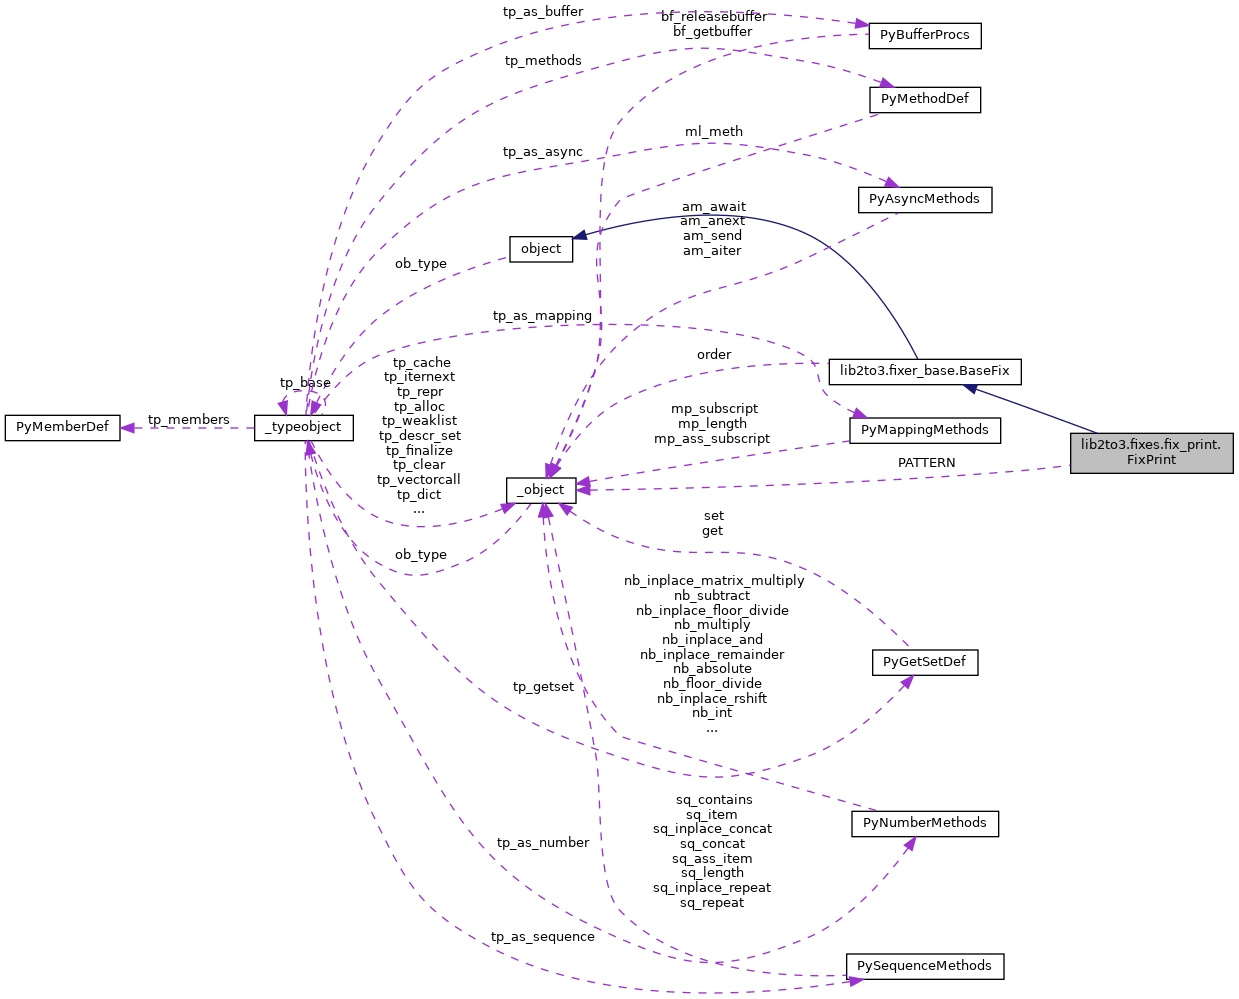 tp_as_buffer
bf_releasebuffer
bf_getbuffer
PyBufferProcs
tp_methods
PyMethodDef
ml_meth
tp_as_async
PyAsyncMethods
am_await
am_anext
am_send
am_aiter
object
ob_type
tp_as_mapping
order
lib2to3.fixer_base.BaseFix
tp_cache
tp_iternext
tp_repr
tp_alloc
tp_weaklist
tp_descr_set
tp_finalize
tp_clear
tp_vectorcall
tp_dict
...
tp_base
PyMemberDef
tp_members
_typeobject
mp_subscript
mp_length
mp_ass_subscript
PyMappingMethods
lib2to3.fixes.fix_print.
FixPrint
PATTERN
_object
set
get
ob_type
nb_inplace_matrix_multiply
nb_subtract
nb_inplace_floor_divide
nb_multiply
nb_inplace_and
nb_inplace_remainder
nb_absolute
nb_floor_divide
nb_inplace_rshift
nb_int
...
PyGetSetDef
tp_getset
sq_contains
sq_item
sq_inplace_concat
sq_concat
sq_ass_item
sq_length
sq_inplace_repeat
sq_repeat
PyNumberMethods
tp_as_number
tp_as_sequence
PySequenceMethods